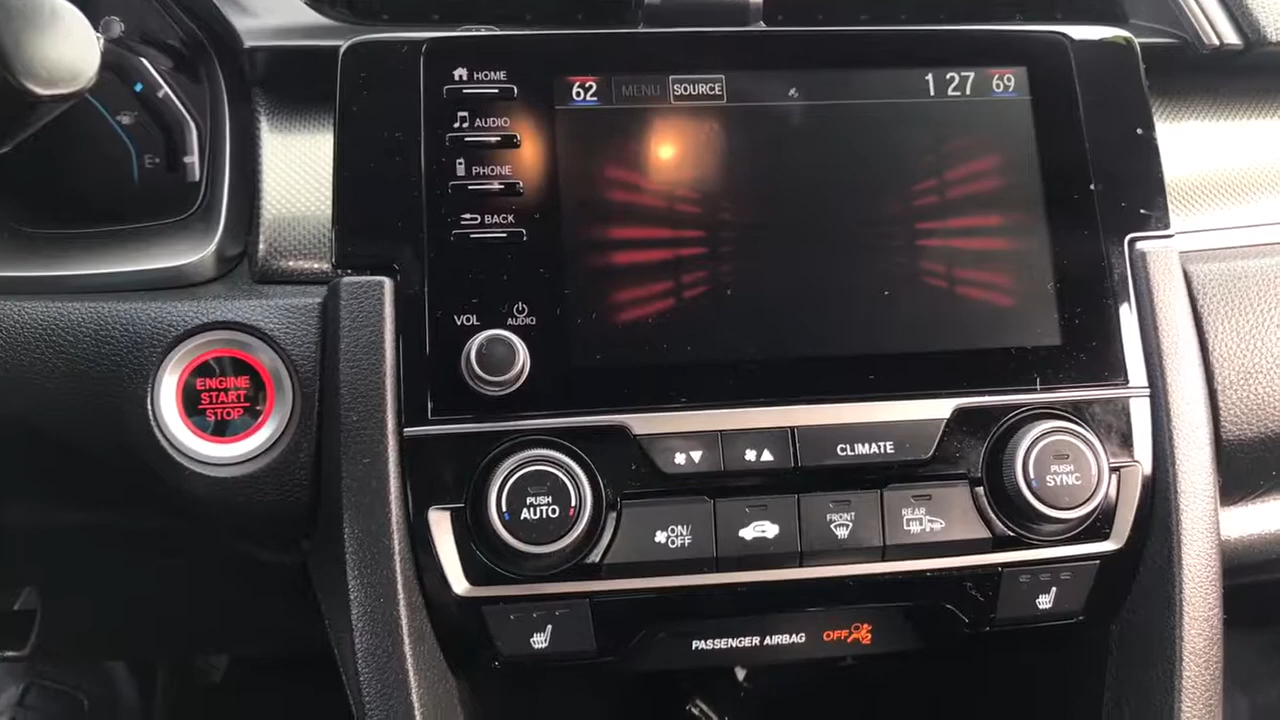 HOME
AUDIO
PHONE
BACK
VOL
AUDIO
62
MENU
SOURCE
1 27
69
E
ENGINE
START
STOP
CLIMATE
PUSH
AUTO
PUSH
SYNC
ON/
OFF
FRONT
REAR
PASSENGER AIRBAG
OFF
2